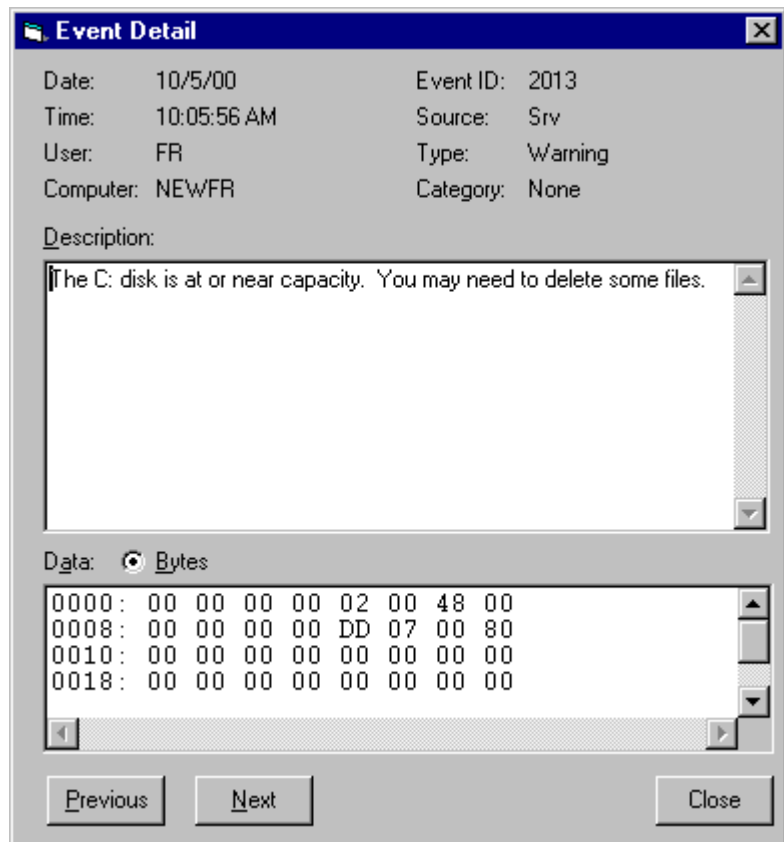 Event Detail
Date: 10/5/00 Event ID: 2013
Time: 10:05:56 AM Source: Srv
User: FR Type: Warning
Computer: NEWFR Category: None
Description:
The C: disk is at or near capacity.  You may need to delete some files.
Data: Bytes
0000: 00 00 00 00 02 00 48 00
0008: 00 00 00 00 DD 07 00 80
0010: 00 00 00 00 00 00 00 00
0018: 00 00 00 00 00 00 00 00
Previous Next Close